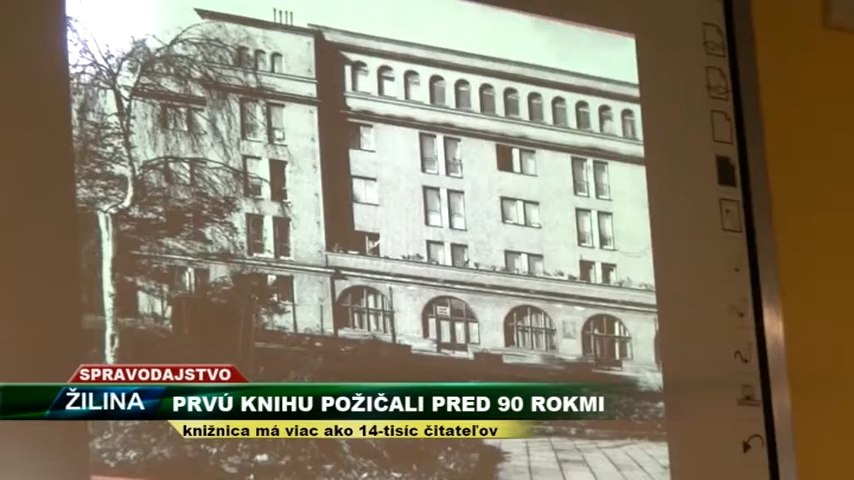 SPRAVODAJSTVO
ŽILINA
PRVÚ KNIHU POŽIČALI PRED 90 ROKMI
knižnica má viac ako 14-tisíc čitateľov